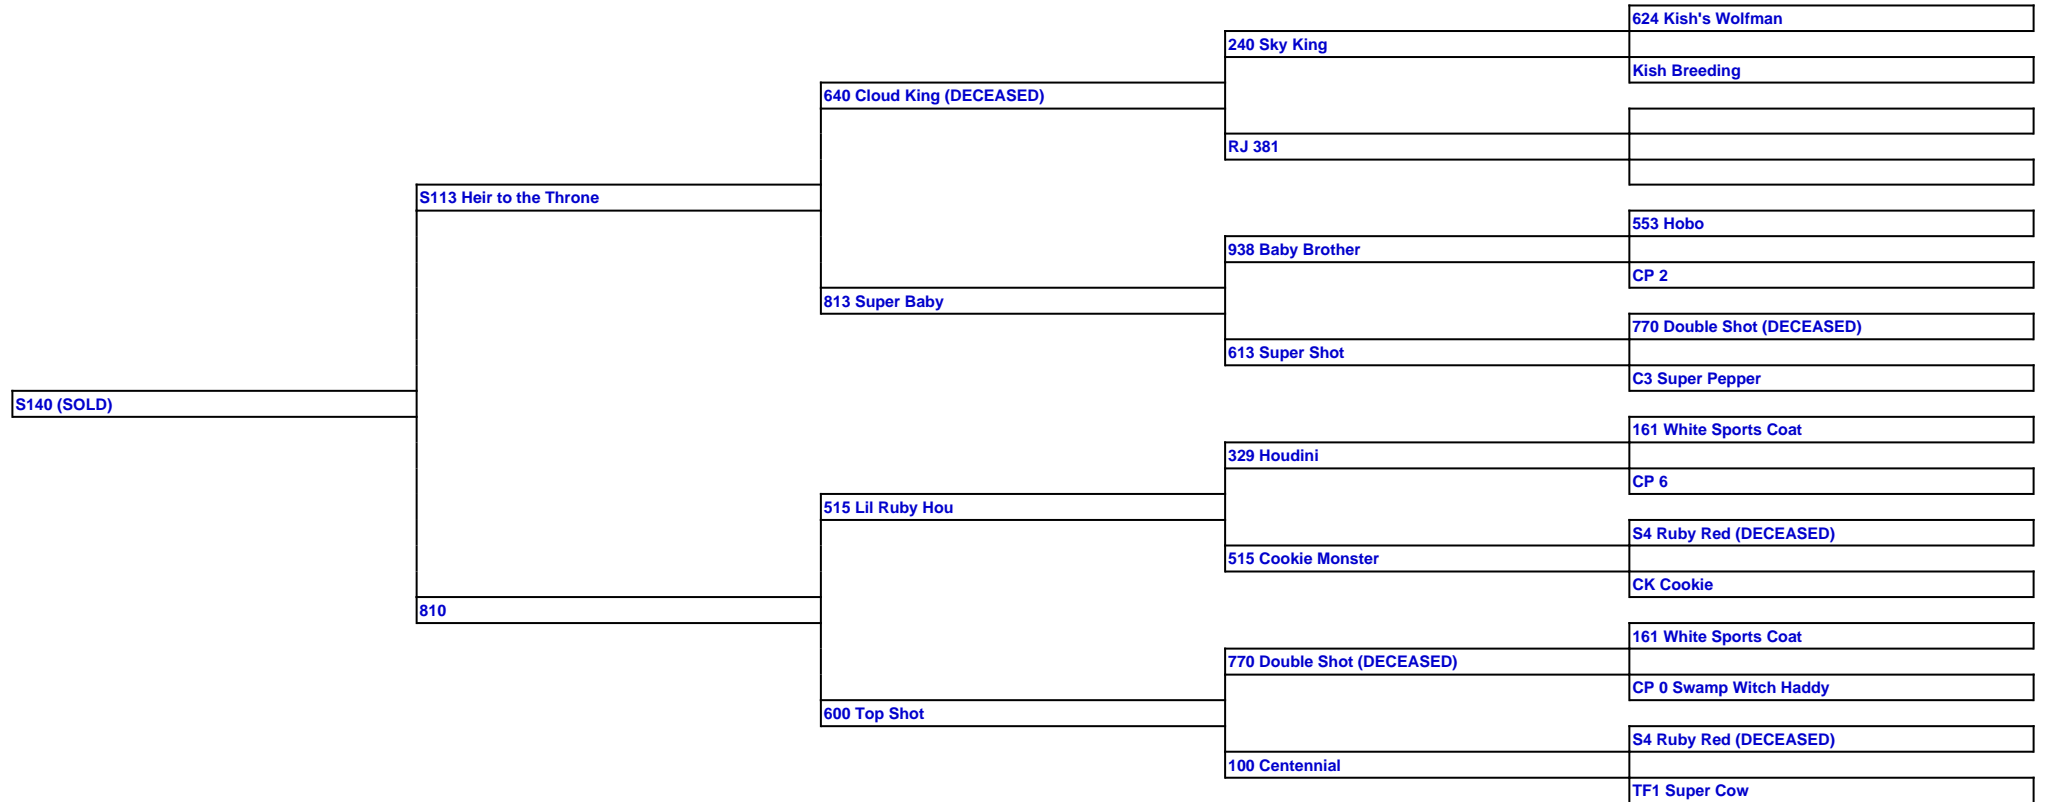 624 Kish's Wolfman
240 Sky King
Kish Breeding
640 Cloud King (DECEASED)
RJ 381
S113 Heir to the Throne
553 Hobo
938 Baby Brother
CP 2
813 Super Baby
770 Double Shot (DECEASED)
613 Super Shot
C3 Super Pepper
S140 (SOLD)
161 White Sports Coat
329 Houdini
CP 6
515 Lil Ruby Hou
S4 Ruby Red (DECEASED)
515 Cookie Monster
CK Cookie
810
161 White Sports Coat
770 Double Shot (DECEASED)
CP 0 Swamp Witch Haddy
600 Top Shot
S4 Ruby Red (DECEASED)
100 Centennial
TF1 Super Cow